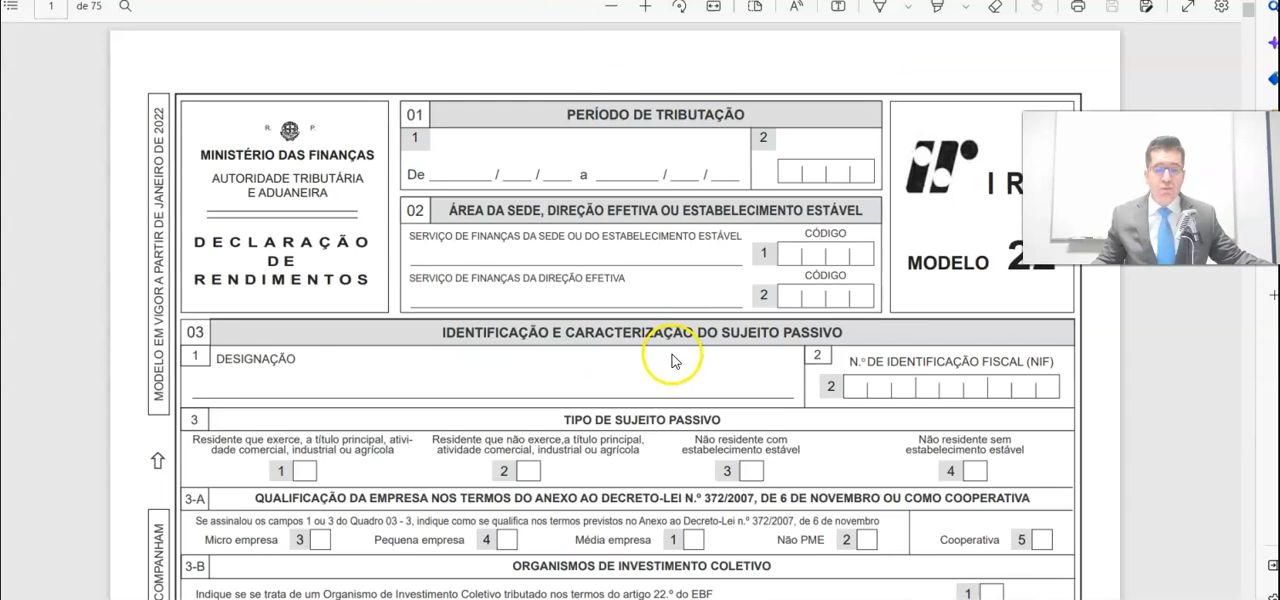 1 de 75
MODELO EM VIGOR A PARTIR DE JANEIRO DE 2022
R. P.
MINISTÉRIO DAS FINANÇAS
AUTORIDADE TRIBUTÁRIA
E ADUANEIRA
DECLARAÇÃO
DE
RENDIMENTOS
01 PERÍODO DE TRIBUTAÇÃO
1 2
De ______ /____ /____ a ______ /____ /____
02 ÁREA DA SEDE, DIREÇÃO EFETIVA OU ESTABELECIMENTO ESTÁVEL
SERVIÇO DE FINANÇAS DA SEDE OU DO ESTABELECIMENTO ESTÁVEL CÓDIGO
1
SERVIÇO DE FINANÇAS DA DIREÇÃO EFETIVA CÓDIGO
2
I R
MODELO 22
03 IDENTIFICAÇÃO E CARACTERIZAÇÃO DO SUJEITO PASSIVO
1 DESIGNAÇÃO 2 N.º DE IDENTIFICAÇÃO FISCAL (NIF)
2
3 TIPO DE SUJEITO PASSIVO
Residente que exerce, a título principal, ativi-
dade comercial, industrial ou agrícola
1
Residente que não exerce,a título principal,
atividade comercial, industrial ou agrícola
2
Não residente com
estabelecimento estável
3
Não residente sem
estabelecimento estável
4
3-A QUALIFICAÇÃO DA EMPRESA NOS TERMOS DO ANEXO AO DECRETO-LEI N.º 372/2007, DE 6 DE NOVEMBRO OU COMO COOPERATIVA
Se assinalou os campos 1 ou 3 do Quadro 03 - 3, indique como se qualifica nos termos previstos no Anexo ao Decreto-Lei n.º 372/2007, de 6 de novembro
Micro empresa 3 Pequena empresa 4 Média empresa 1 Não PME 2 Cooperativa 5
3-B ORGANISMOS DE INVESTIMENTO COLETIVO
Indique se se trata de um Organismo de Investimento Coletivo tributado nos termos do artigo 22.º do EBF 1
COMPANHAM